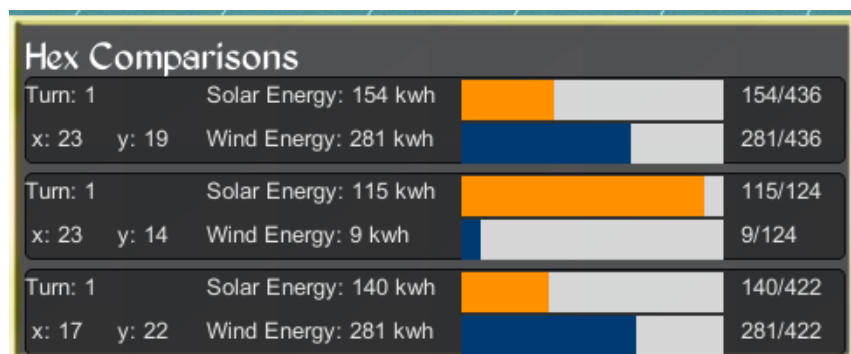 Hex Comparisons
Turn: 1 Solar Energy: 154 kwh 154/436
x: 23 y: 19 Wind Energy: 281 kwh 281/436
Turn: 1 Solar Energy: 115 kwh 115/124
x: 23 y: 14 Wind Energy: 9 kwh 9/124
Turn: 1 Solar Energy: 140 kwh 140/422
x: 17 y: 22 Wind Energy: 281 kwh 281/422